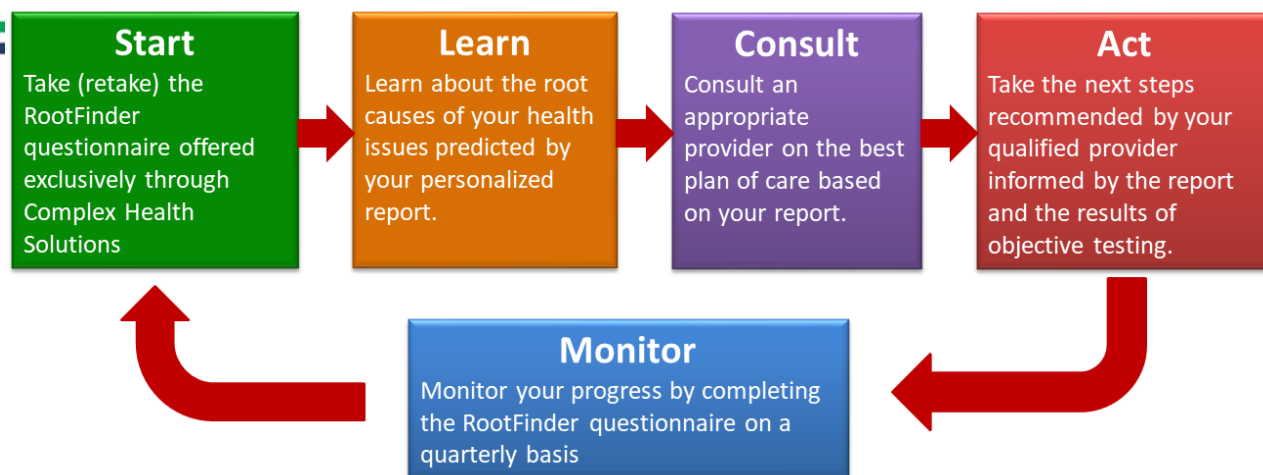 Start
Take (retake) the
RootFinder
questionnaire offered
exclusively through
Complex Health
Solutions
Learn
Learn about the root
causes of your health
issues predicted by
your personalized
report.
Consult
Consult an
appropriate
provider on the best
plan of care based
on your report.
Act
Take the next steps
recommended by your
qualified provider
informed by the report
and the results of
objective testing.
Monitor
Monitor your progress by completing
the RootFinder questionnaire on a
quarterly basis